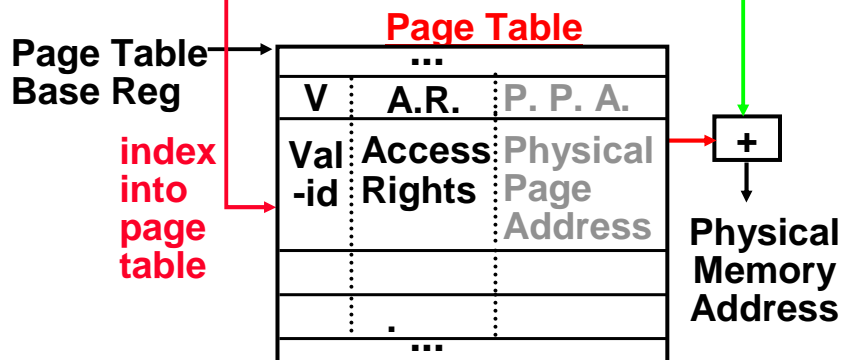 Page Table
Page Table
Base Reg
...
V A.R. P. P. A.
index
into
page
table
Val
-id
Access
Rights
Physical
Page
Address
+
Physical
Memory
Address
.
...